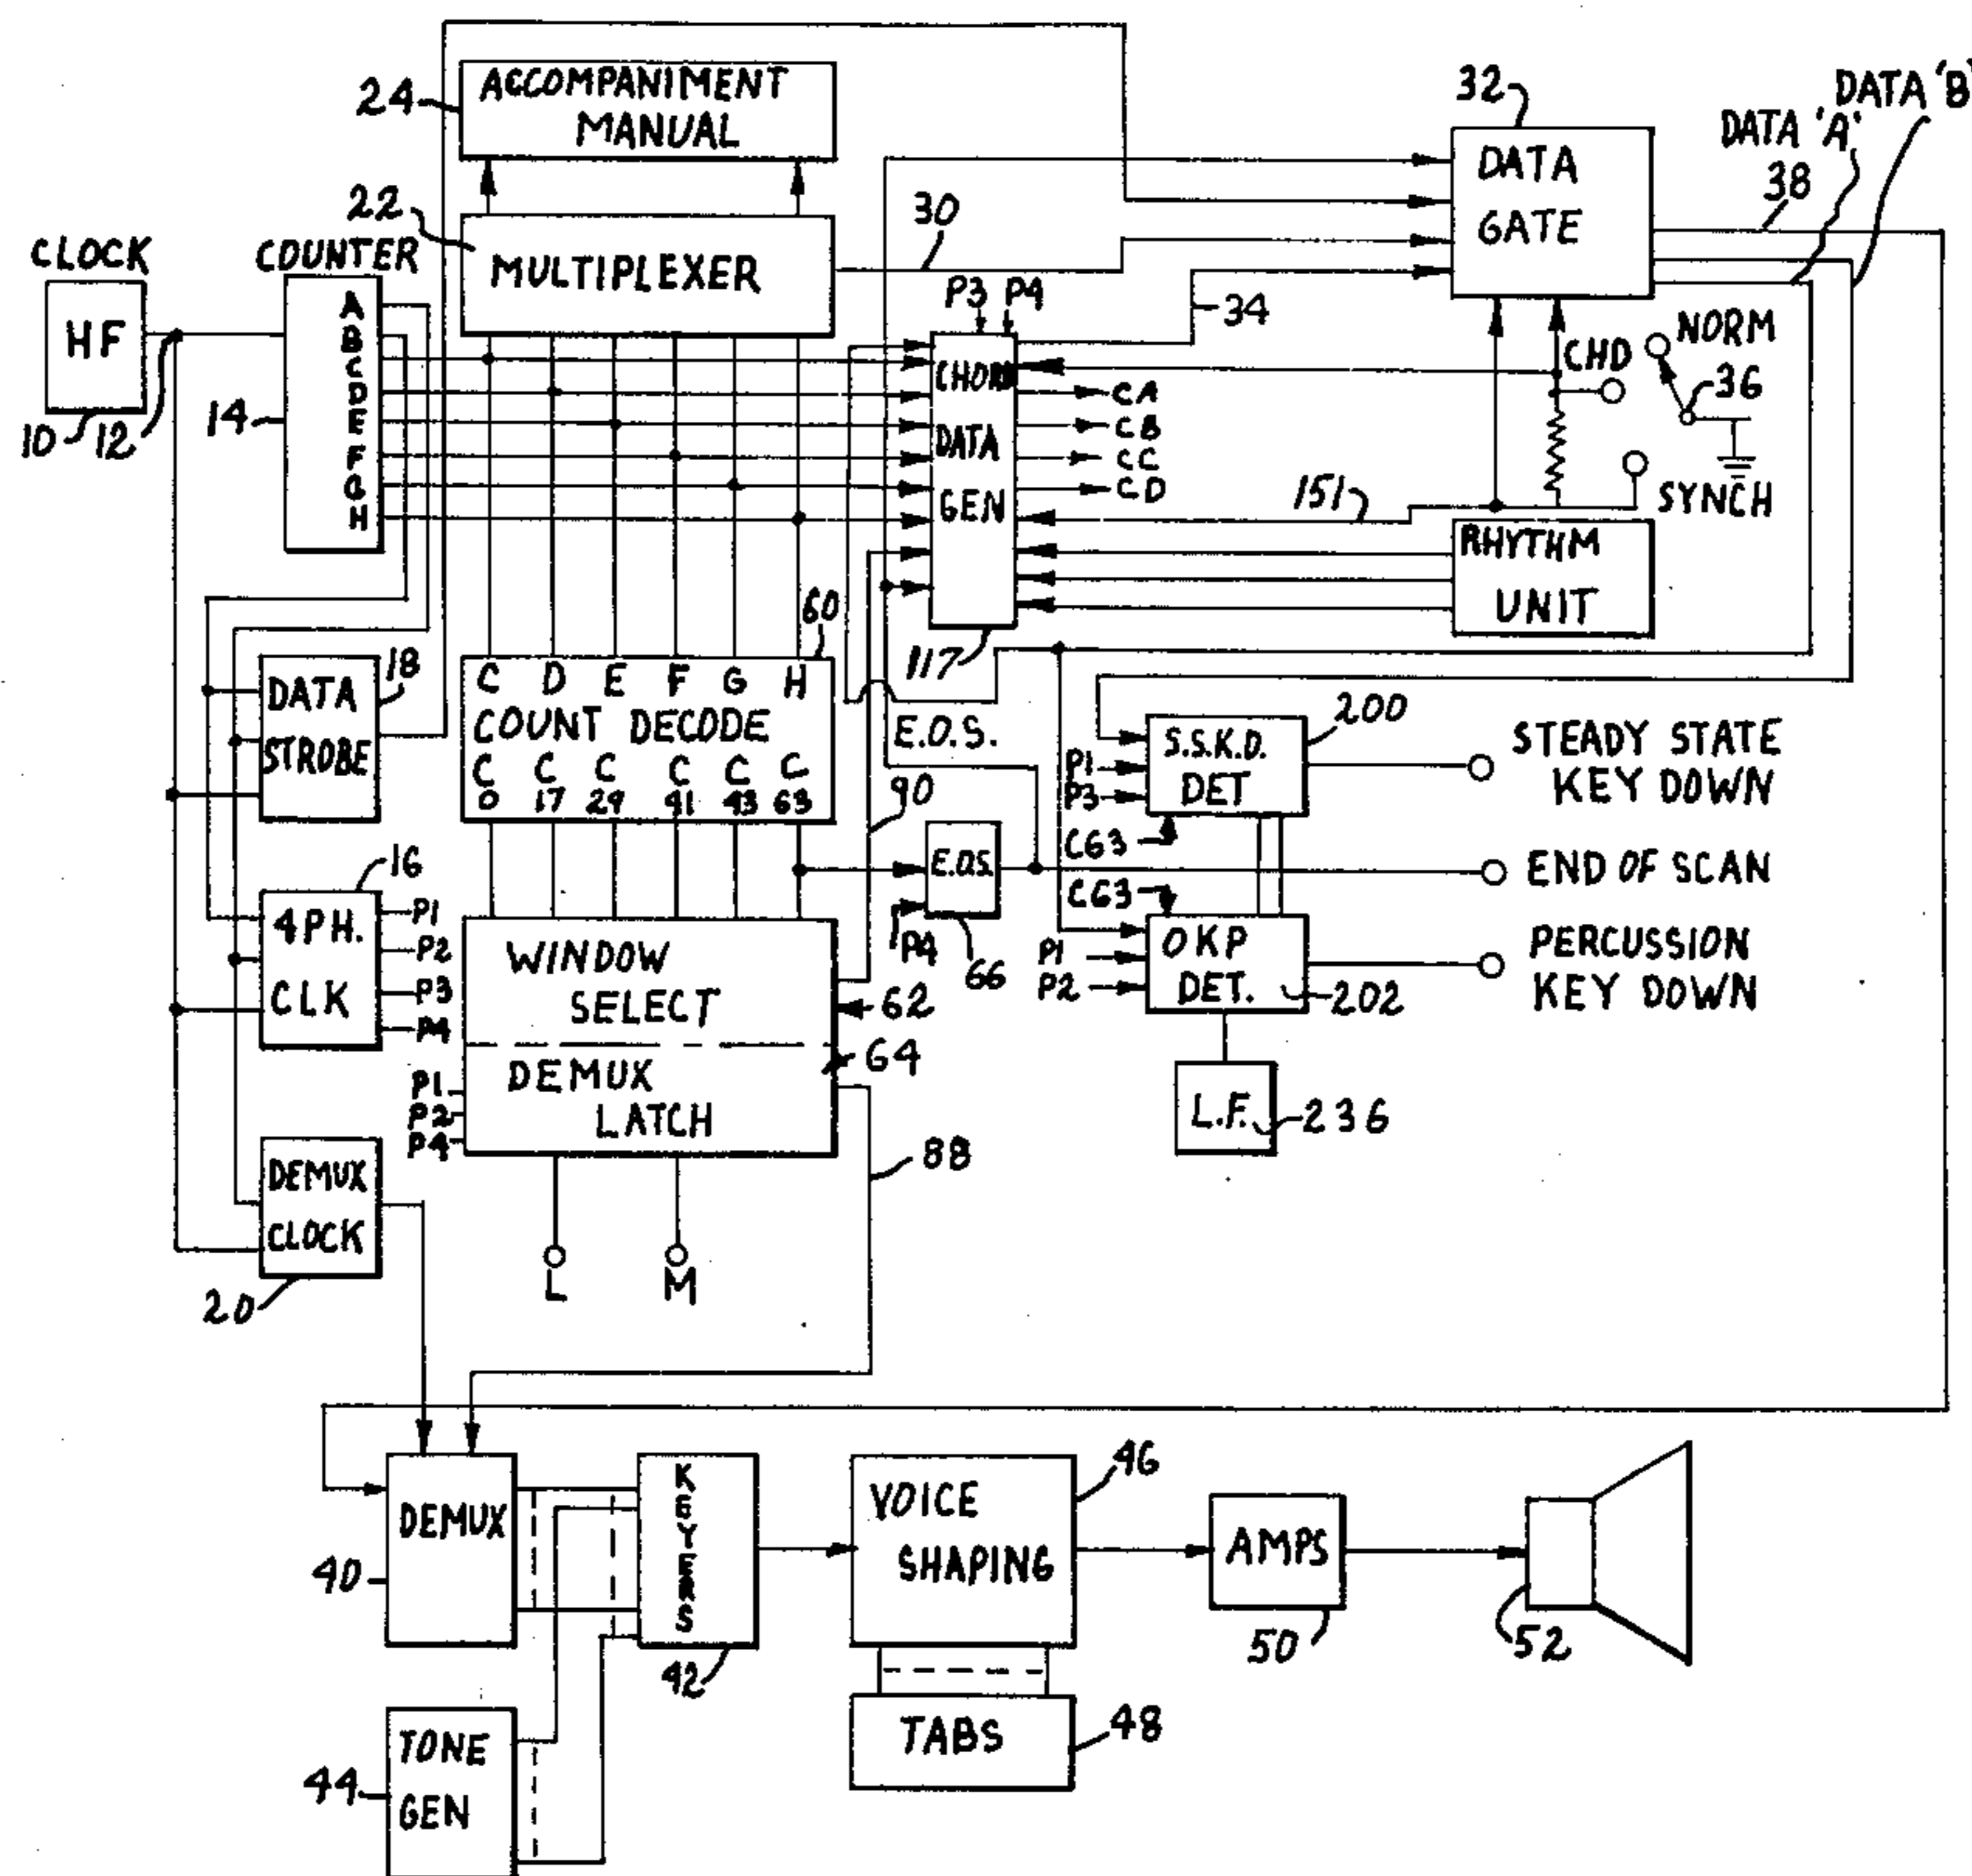 ACCOMPANIMENT
MANUAL
24
22
MULTIPLEXER
30
CLOCK
HF
10
12
COUNTER
14
A
B
C
D
E
F
G
H
32
DATA
GATE
DATA 'A'
DATA 'B'
38
P3 P4
34
CHORD
DATA
GEN
117
CA
CB
CC
CD
CHD
NORM
36
SYNCH
151
RHYTHM
UNIT
DATA
STROBE
18
60
C D E F G H
COUNT DECODE
C C C C C C
0 17 29 41 43 63
E.O.S.
90
200
S.S.K.D.
DET
P1
P3
C63
STEADY STATE
KEY DOWN
16
4PH.
CLK
P1
P2
P3
P4
E.O.S.
P4
66
END OF SCAN
C63
OKP
DET.
P1
P2
202
PERCUSSION
KEY DOWN
WINDOW
SELECT
62
64
DEMUX
LATCH
P1
P2
P4
L.F.
236
DEMUX
CLOCK
20
L
M
88
DEMUX
40
KEYERS
42
VOICE
SHAPING
46
AMPS
50
52
TABS
48
TONE
GEN
44